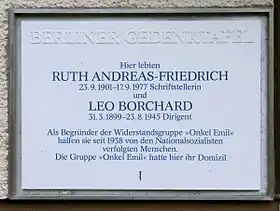 BERLINER GEDENKTAFEL
Hier lebten
RUTH ANDREAS-FRIEDRICH
23.9.1901-17.9.1977 Schriftstellerin
und
LEO BORCHARD
31.3.1899-23.8.1945 Dirigent
Als Begründer der Widerstandsgruppe »Onkel Emil«
halfen sie seit 1938 von den Nationalsozialisten
verfolgten Menschen.
Die Gruppe »Onkel Emil« hatte hier ihr Domizil